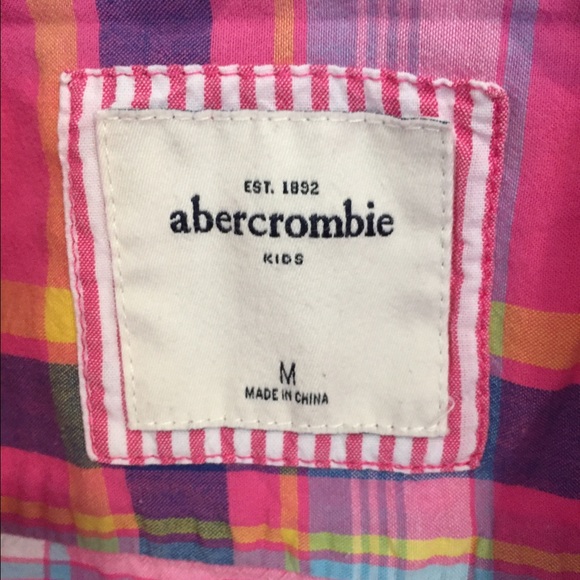 EST. 1892
abercrombie
KIDS
M
MADE IN CHINA